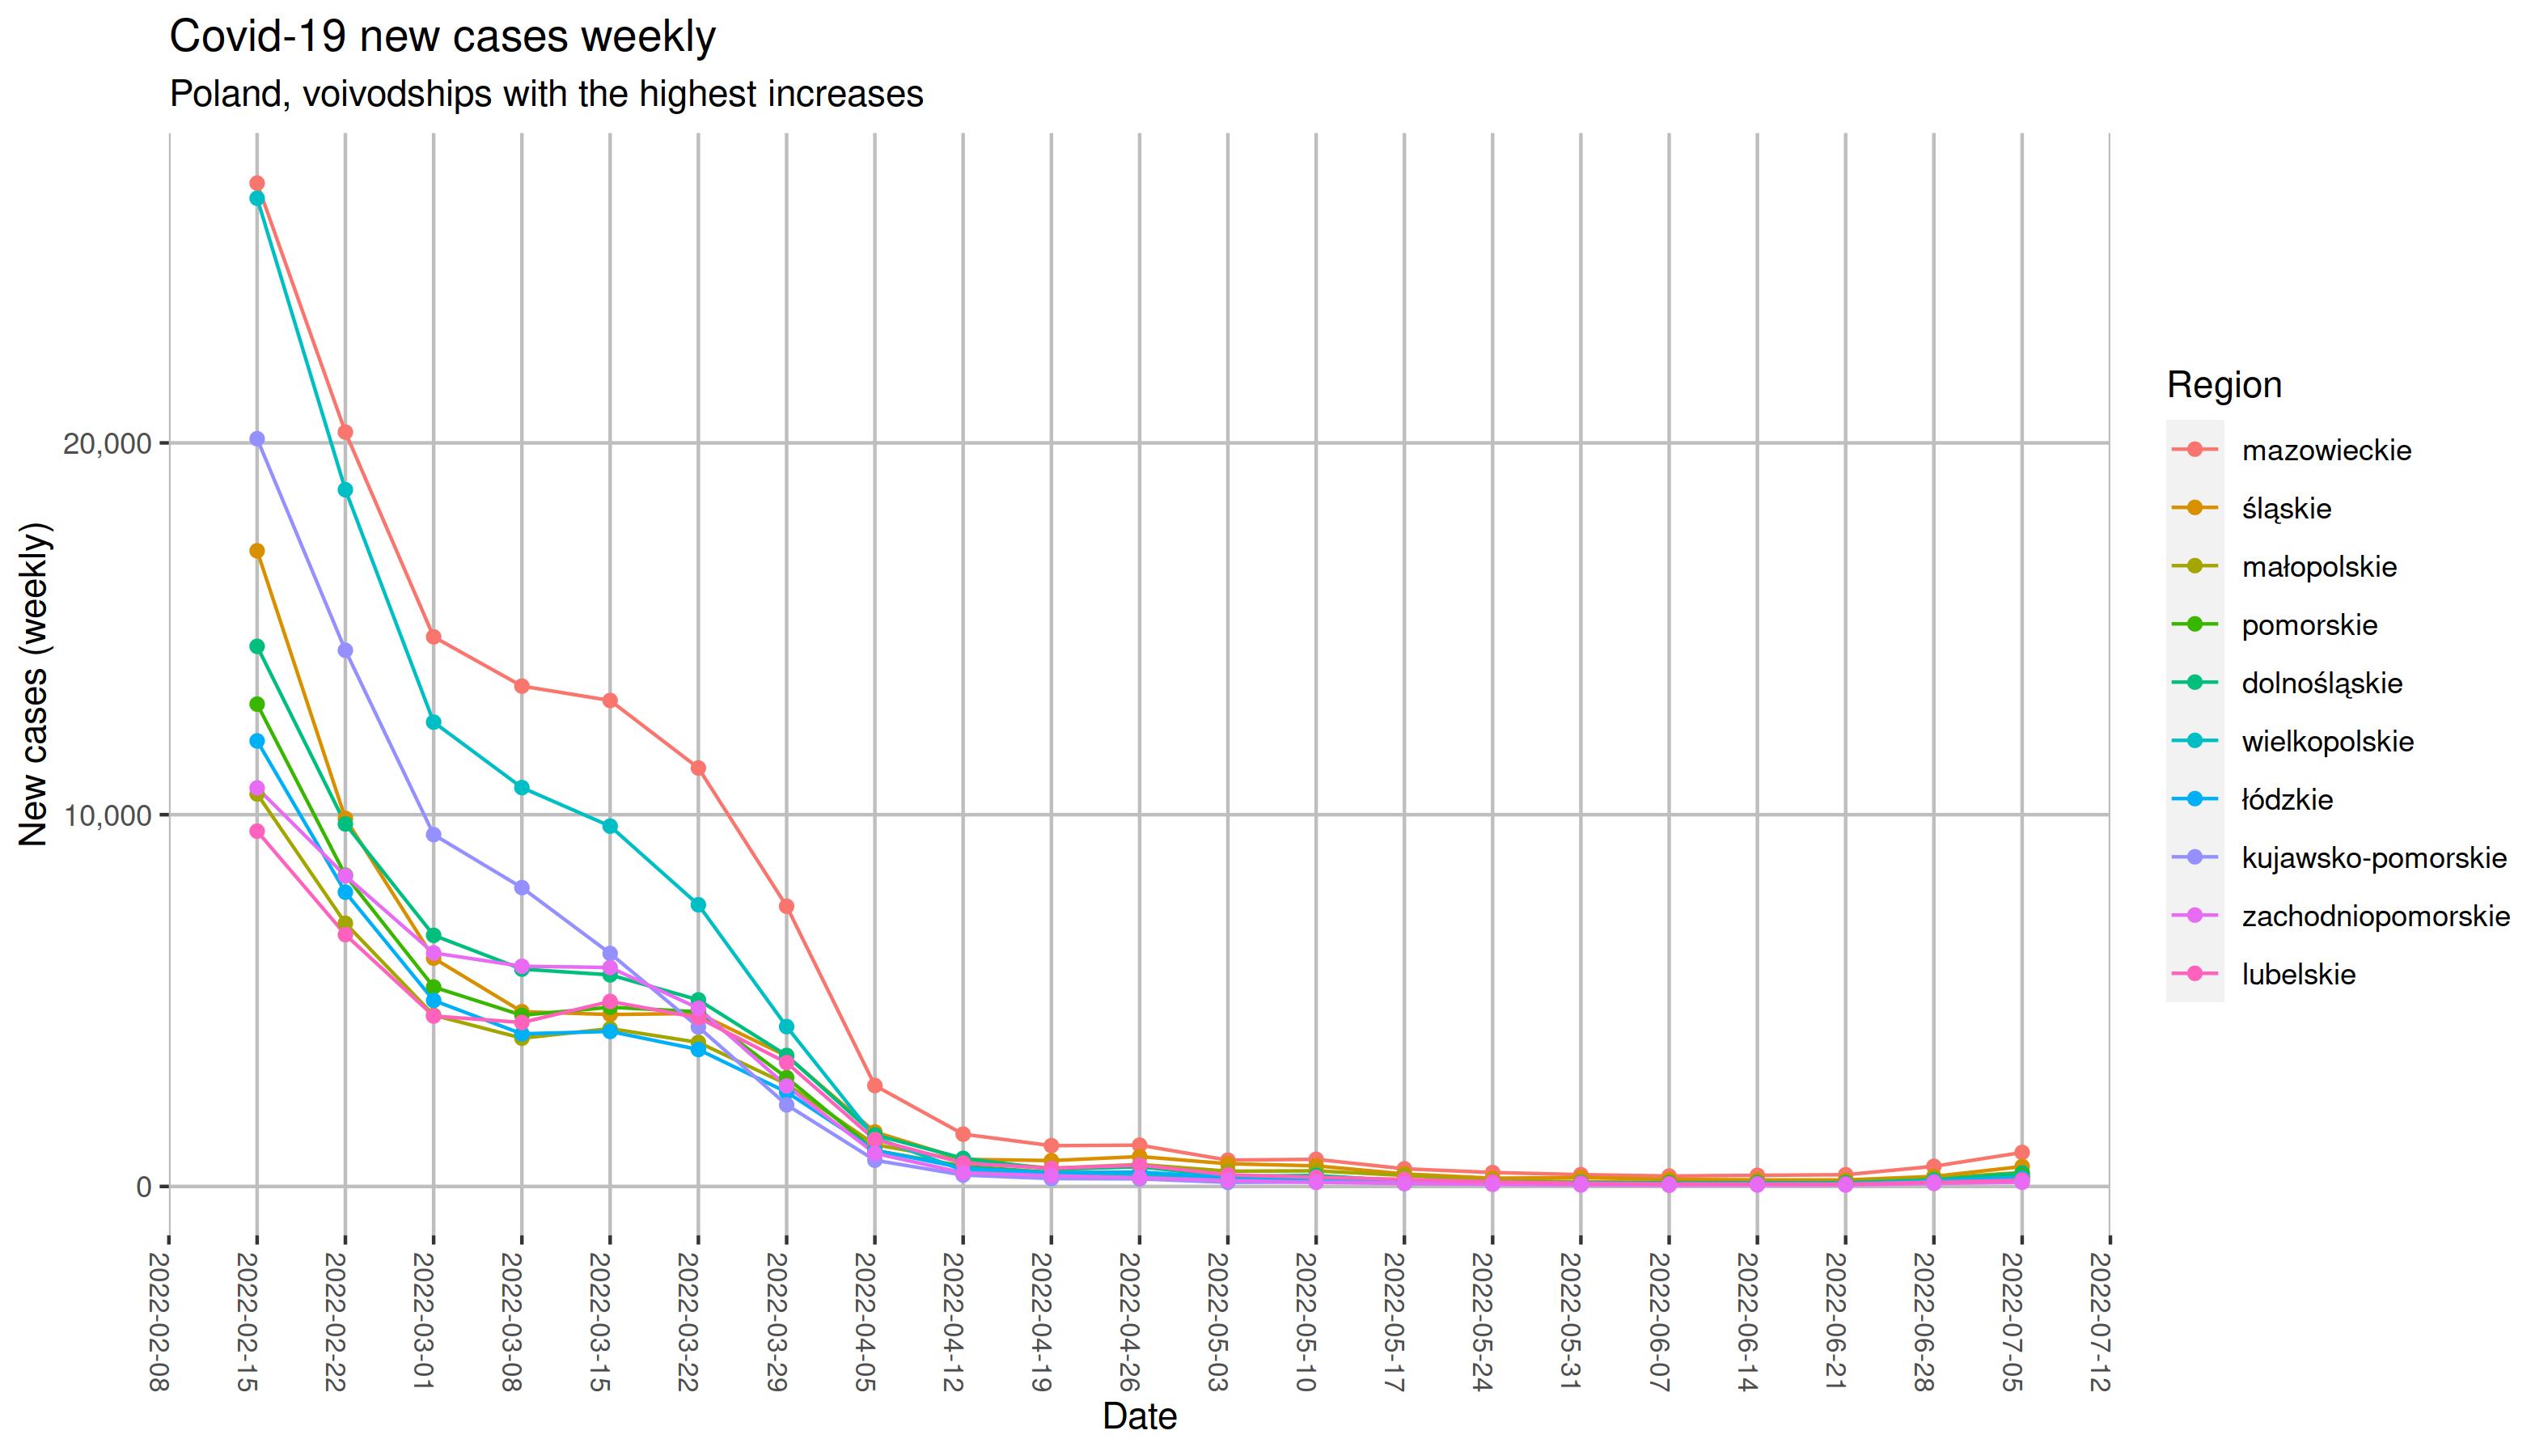 Covid-19 new cases weekly
Poland, voivodships with the highest increases
New cases (weekly)
20,000
10,000
0
2022-02-08
2022-02-15
2022-02-22
2022-03-01
2022-03-08
2022-03-15
2022-03-22
2022-03-29
2022-04-05
2022-04-12
2022-04-19
2022-04-26
2022-05-03
2022-05-10
2022-05-17
2022-05-24
2022-05-31
2022-06-07
2022-06-14
2022-06-21
2022-06-28
2022-07-05
2022-07-12
Date
Region
mazowieckie
śląskie
małopolskie
pomorskie
dolnośląskie
wielkopolskie
łódzkie
kujawsko-pomorskie
zachodniopomorskie
lubelskie